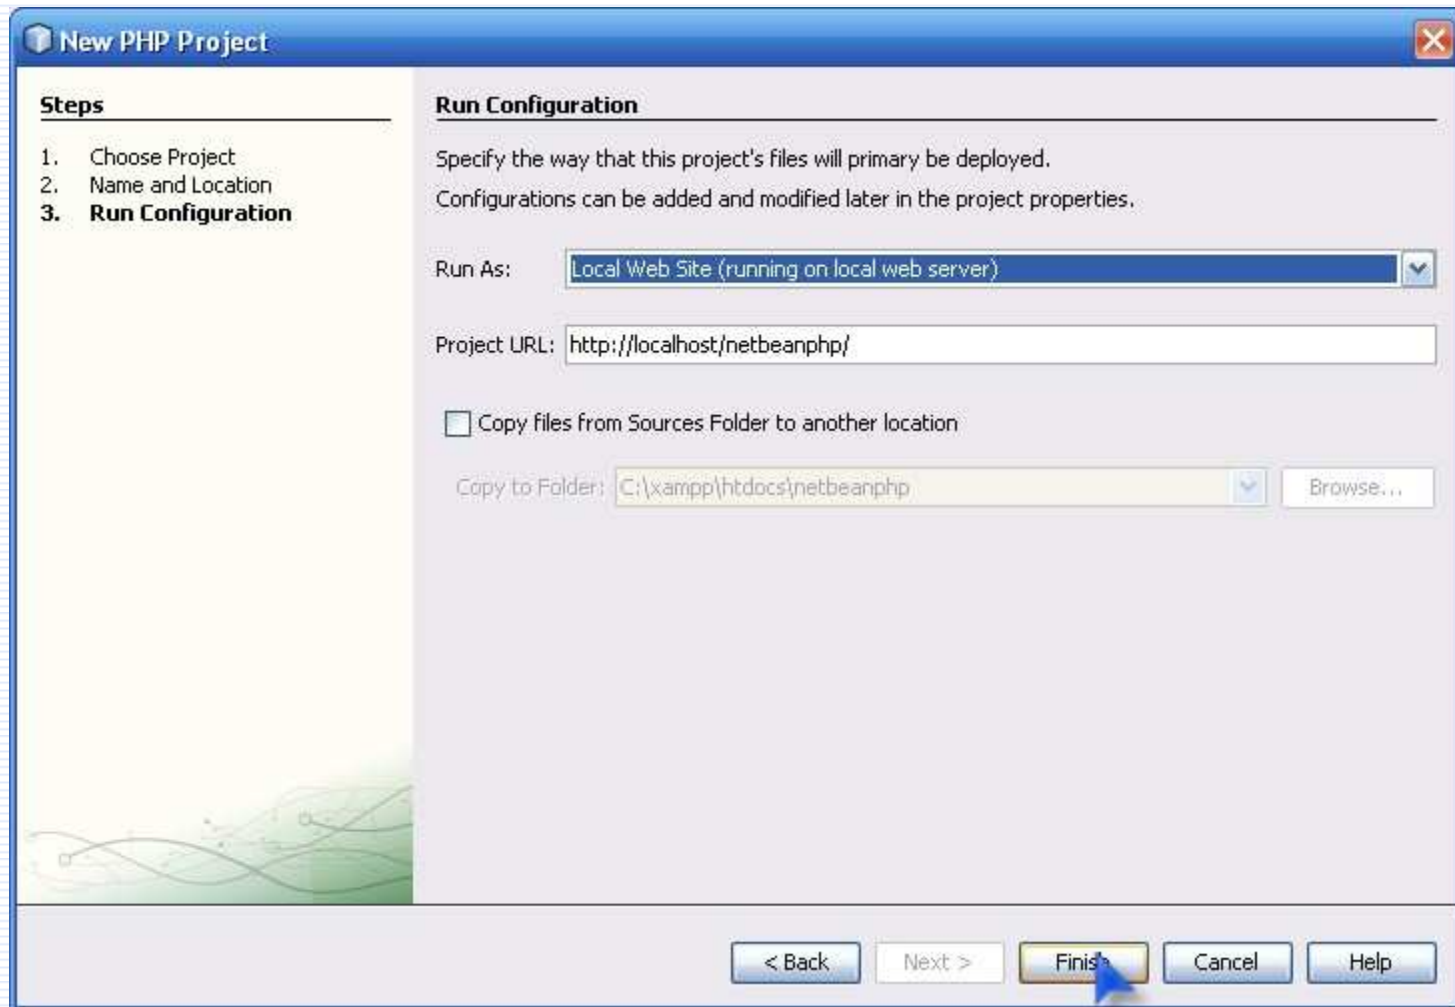 New PHP Project
Steps
1. Choose Project
2. Name and Location
3. Run Configuration
Run Configuration
Specify the way that this project's files will primary be deployed.
Configurations can be added and modified later in the project properties.
Run As: Local Web Site (running on local web server)
Project URL: http://localhost/netbeanphp/
Copy files from Sources Folder to another location
Copy to Folder: C:\xampp\htdocs\netbeanphp Browse...
< Back Next > Finish Cancel Help